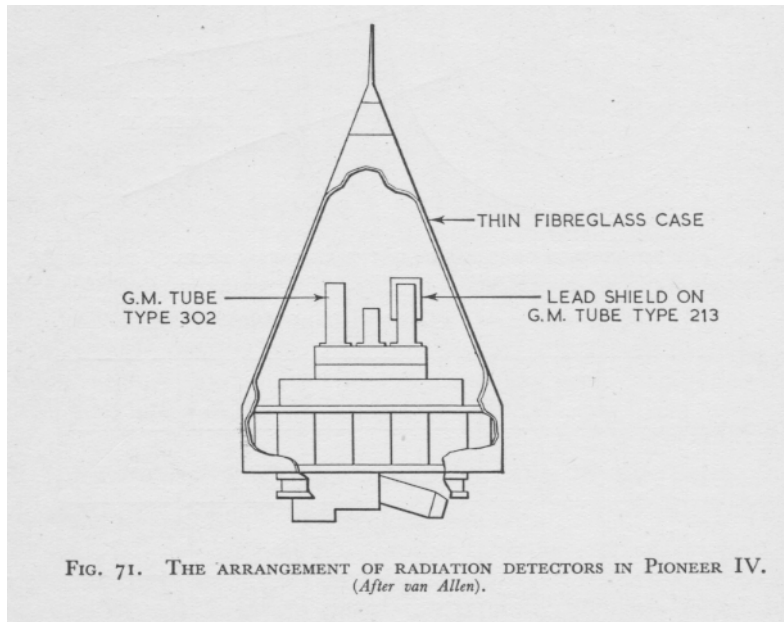 THIN FIBREGLASS CASE
G.M. TUBE
TYPE 302
LEAD SHIELD ON
G.M. TUBE TYPE 213
FIG. 71. THE ARRANGEMENT OF RADIATION DETECTORS IN PIONEER IV.
(After van Allen).